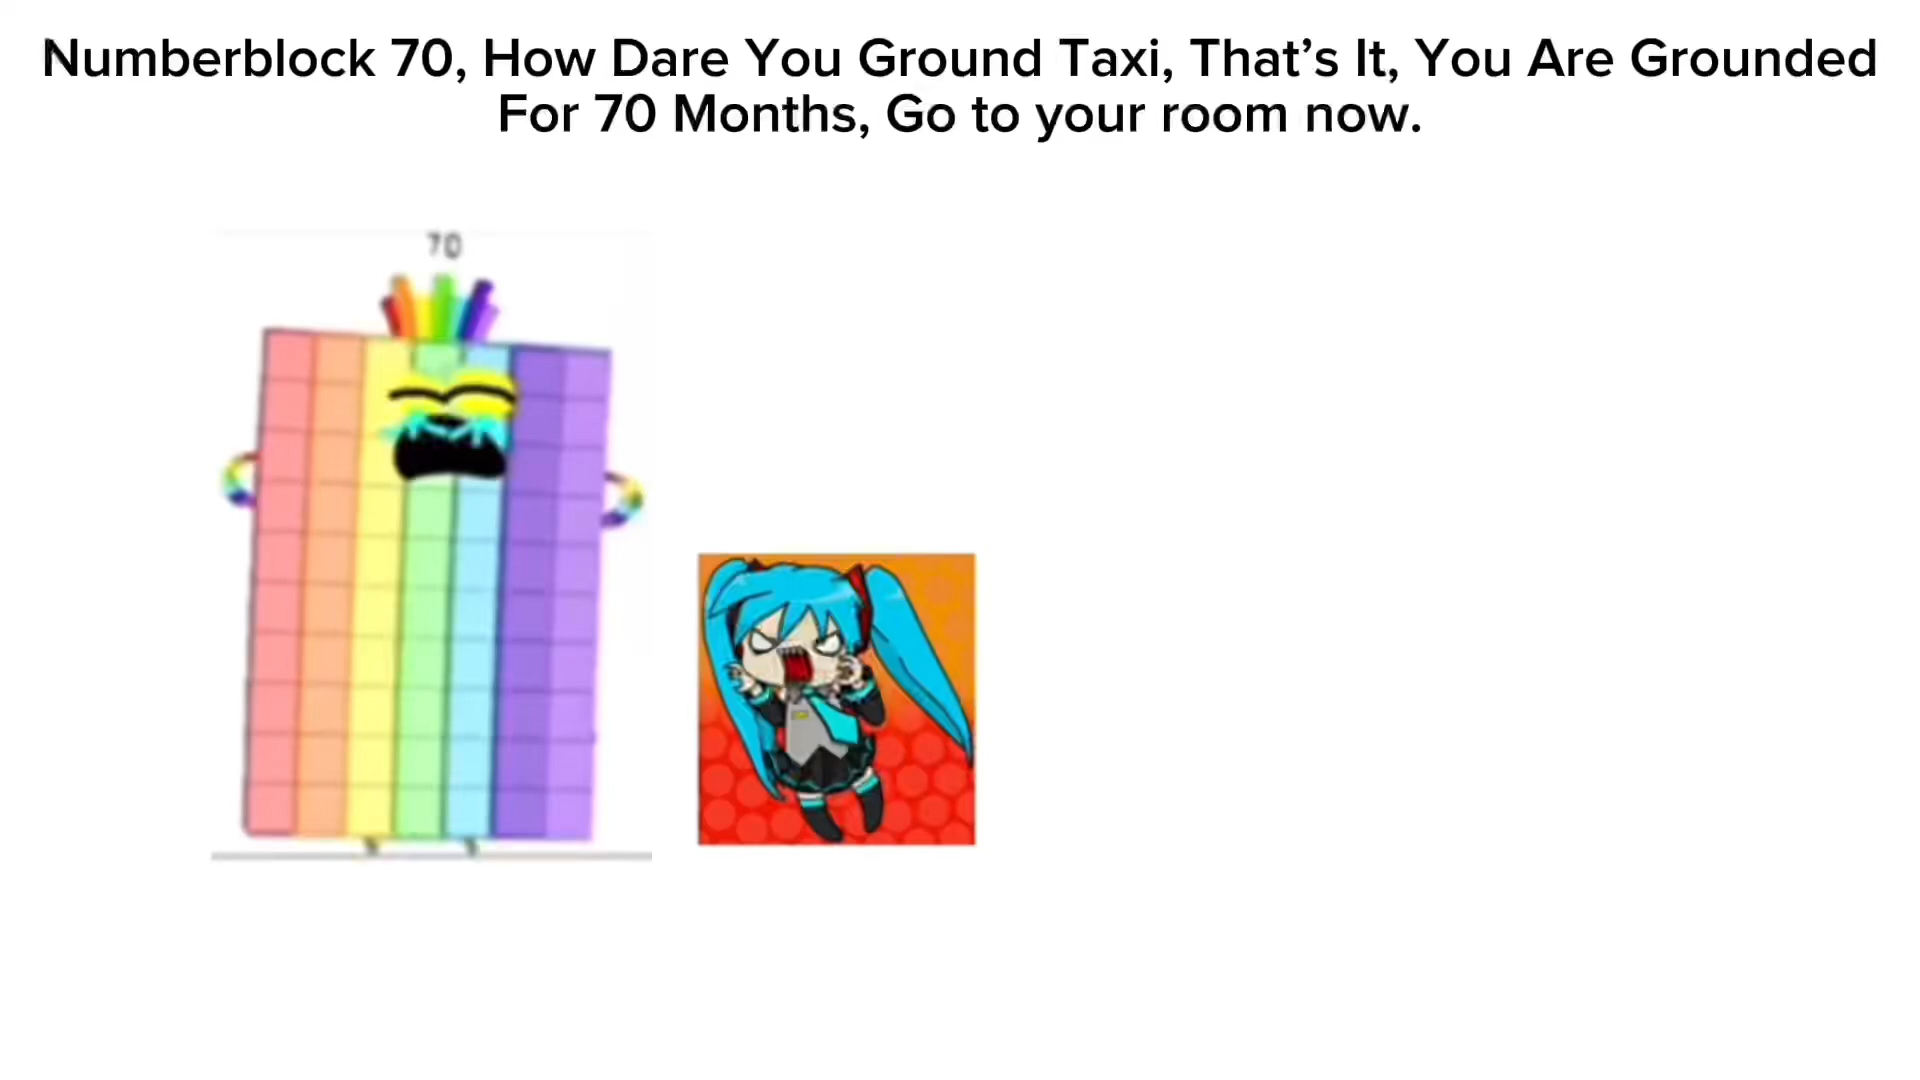 Numberblock 70, How Dare You Ground Taxi, That’s It, You Are Grounded
For 70 Months, Go to your room now.
70